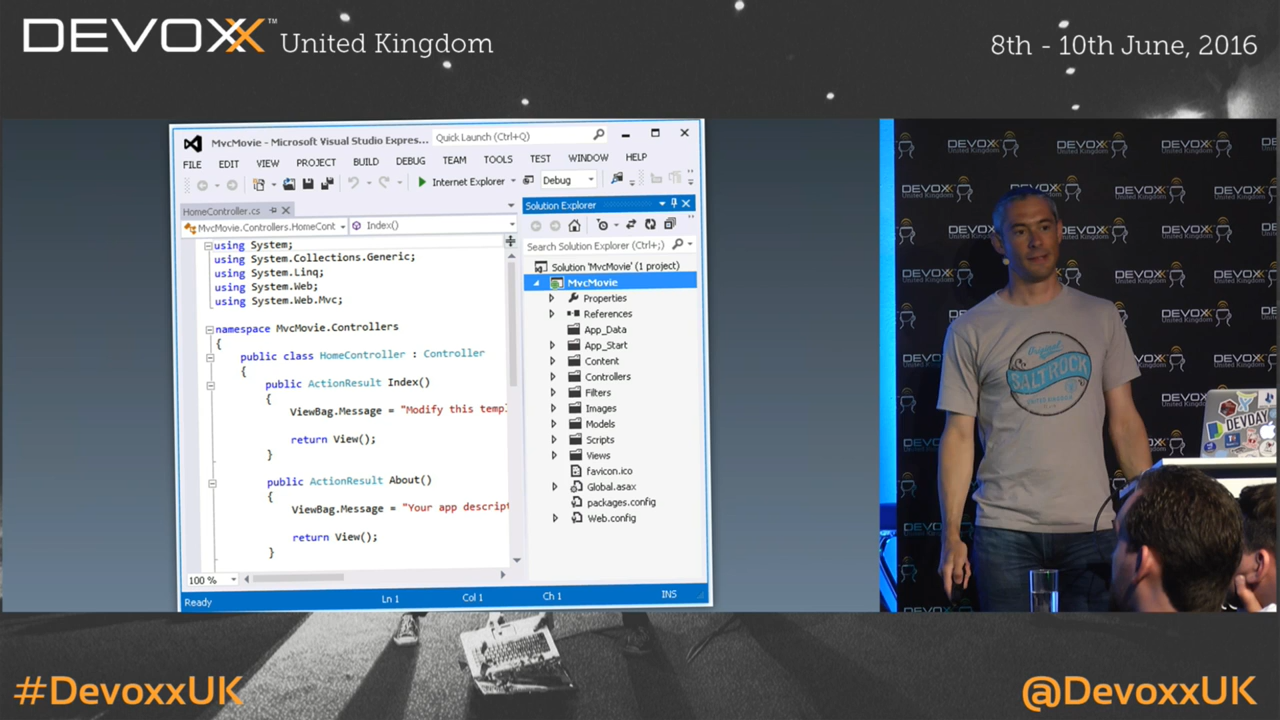 DEVOXX™ United Kingdom
8th - 10th June, 2016
MvcMovie - Microsoft Visual Studio Expres...
Quick Launch (Ctrl+Q)
FILE EDIT VIEW PROJECT BUILD DEBUG TEAM TOOLS TEST WINDOW HELP
Internet Explorer
Debug
HomeController.cs
MvcMovie.Controllers.HomeCont
Index()
using System;
using System.Collections.Generic;
using System.Linq;
using System.Web;
using System.Web.Mvc;
namespace MvcMovie.Controllers
{
public class HomeController : Controller
{
public ActionResult Index()
{
ViewBag.Message = "Modify this templ
return View();
}
public ActionResult About()
{
ViewBag.Message = "Your app descript
return View();
}
100 %
Solution Explorer
Search Solution Explorer (Ctrl+;)
Solution 'MvcMovie' (1 project)
MvcMovie
Properties
References
App_Data
App_Start
Content
Controllers
Filters
Images
Models
Scripts
Views
favicon.ico
Global.asax
packages.config
Web.config
Ready Ln 1 Col 1 Ch 1 INS
DEVOXX
United Kingdom
Original
SALTROCK
DEVDAY
#DevoxxUK
@DevoxxUK